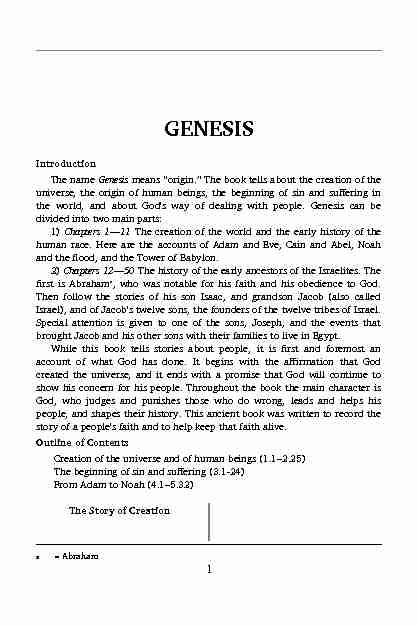 GENESIS
Introduction
The name Genesis means "origin." The book tells about the creation of the
universe, the origin of human beings, the beginning of sin and suffering in
the world, and about God's way of dealing with people. Genesis can be
divided into two main parts:
1) Chapters 1—11 The creation of the world and the early history of the
human race. Here are the accounts of Adam and Eve, Cain and Abel, Noah
and the flood, and the Tower of Babylon.
2) Chapters 12—50 The history of the early ancestors of the Israelites. The
first is Abraham, who was notable for his faith and his obedience to God.
Then follow the stories of his son Isaac, and grandson Jacob (also called
Israel), and of Jacob's twelve sons, the founders of the twelve tribes of Israel.
Special attention is given to one of the sons, Joseph, and the events that
brought Jacob and his other sons with their families to live in Egypt.
While this book tells stories about people, it is first and foremost an
account of what God has done. It begins with the affirmation that God
created the universe, and it ends with a promise that God will continue to
show his concern for his people. Throughout the book the main character is
God, who judges and punishes those who do wrong, leads and helps his
people, and shapes their history. This ancient book was written to record the
story of a people's faith and to help keep that faith alive.
Outline of Contents
Creation of the universe and of human beings (1.1–2.25)
The beginning of sin and suffering (3.1-24)
From Adam to Noah (4.1–5.32)
The Story of Creation
= Abraham
1